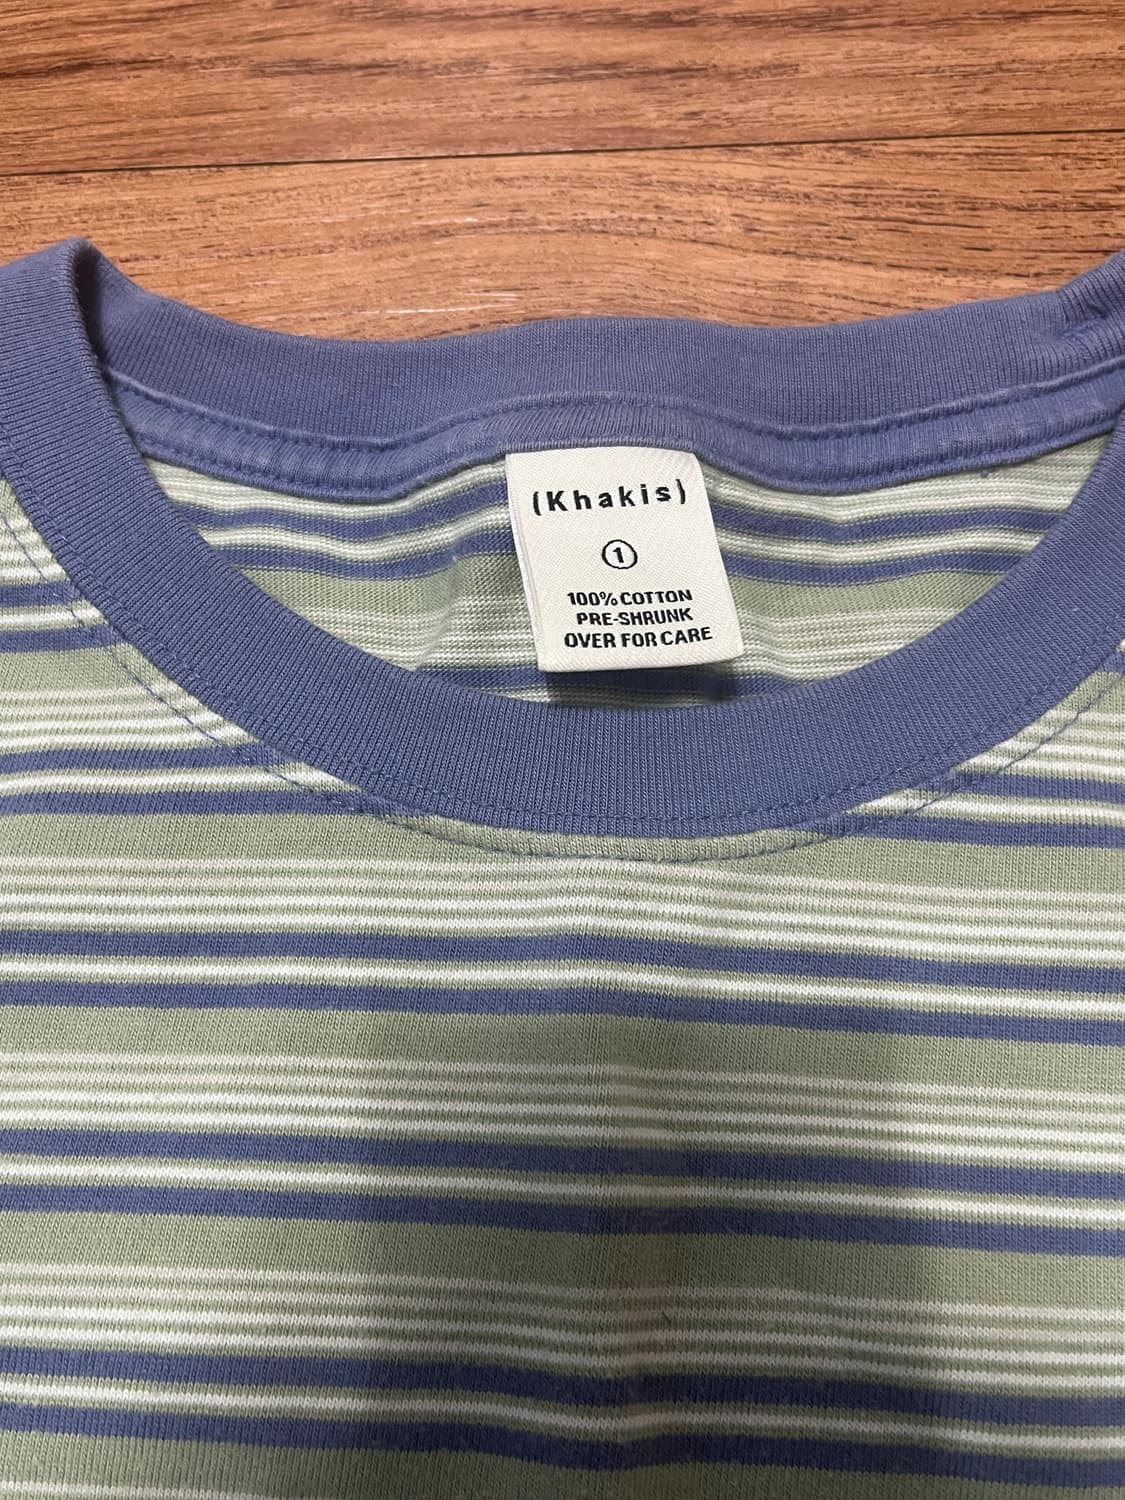 (Khakis)
①
100% COTTON
PRE-SHRUNK
OVER FOR CARE